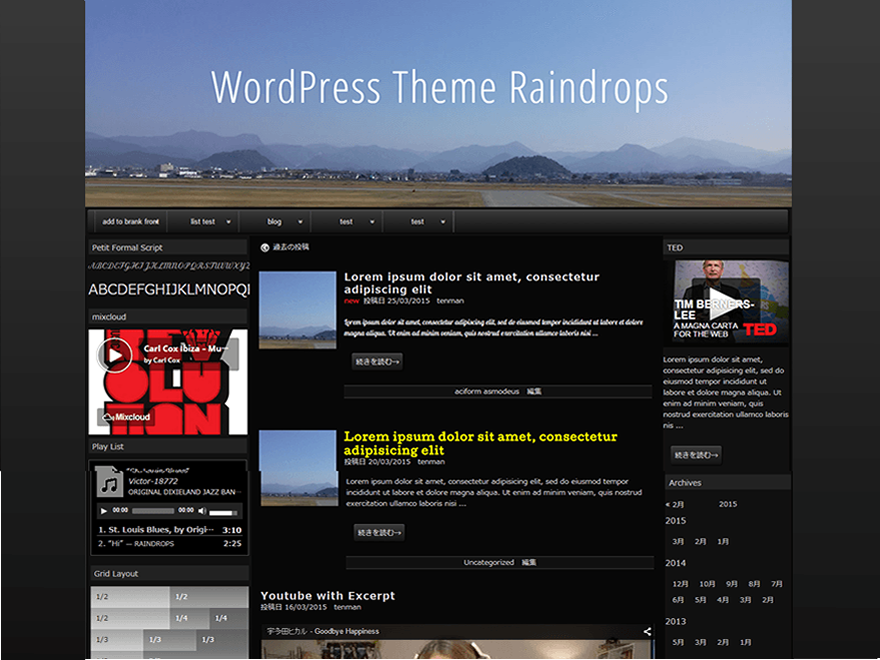 WordPress Theme Raindrops
add to brank front
list test
blog
test
test
Petit Formal Script
ABCDEFGHIJKLMNOPQRSTUVWXYZ
ABCDEFGHIJKLMNOPQ
mixcloud
Carl Cox Ibiza – Mu
by Carl Cox
Mixcloud
Play List
"St. Louis Blues"
Victor-18772
ORIGINAL DIXIELAND JAZZ BAN
00:00 00:00
1. St. Louis Blues, by Origi··· 3:10
2. "Hi" — RAINDROPS 2:25
Grid Layout
1/2 1/2
1/2 1/4 1/4
1/3 1/3 1/3
過去の投稿
Lorem ipsum dolor sit amet, consectetur
adipiscing elit
new 投稿日 25/03/2015 tenman
Lorem ipsum dolor sit amet, consectetur adipisicing elit, sed do eiusmod tempor incididunt ut labore et dolore
magna aliqua. Ut enim ad minim veniam, quis nostrud exercitation ullamco laboris nisi ...
続きを読む→
aciform asmodeus 編集
Lorem ipsum dolor sit amet, consectetur
adipisicing elit
投稿日 20/03/2015 tenman
Lorem ipsum dolor sit amet, consectetur adipisicing elit, sed do eiusmod tempor
incididunt ut labore et dolore magna aliqua. Ut enim ad minim veniam, quis nostrud
exercitation ullamco laboris nisi ....
続きを読む→
Uncategorized 編集
Youtube with Excerpt
投稿日 16/03/2015 tenman
宇多田ヒカル - Goodbye Happiness
TED
TIM BERNERS-
LEE
A MAGNA CARTA
FOR THE WEB TED
Lorem ipsum dolor sit amet,
consectetur adipisicing elit, sed do
eiusmod tempor incididunt ut
labore et dolore magna aliqua. Ut
enim ad minim veniam, quis
nostrud exercitation ullamco laboris
nis ....
続きを読む→
Archives
« 2月 2015
2015
3月 2月 1月
2014
12月 10月 9月 8月 7月
6月 5月 4月 3月 2月
2013
5月 3月 2月 1月